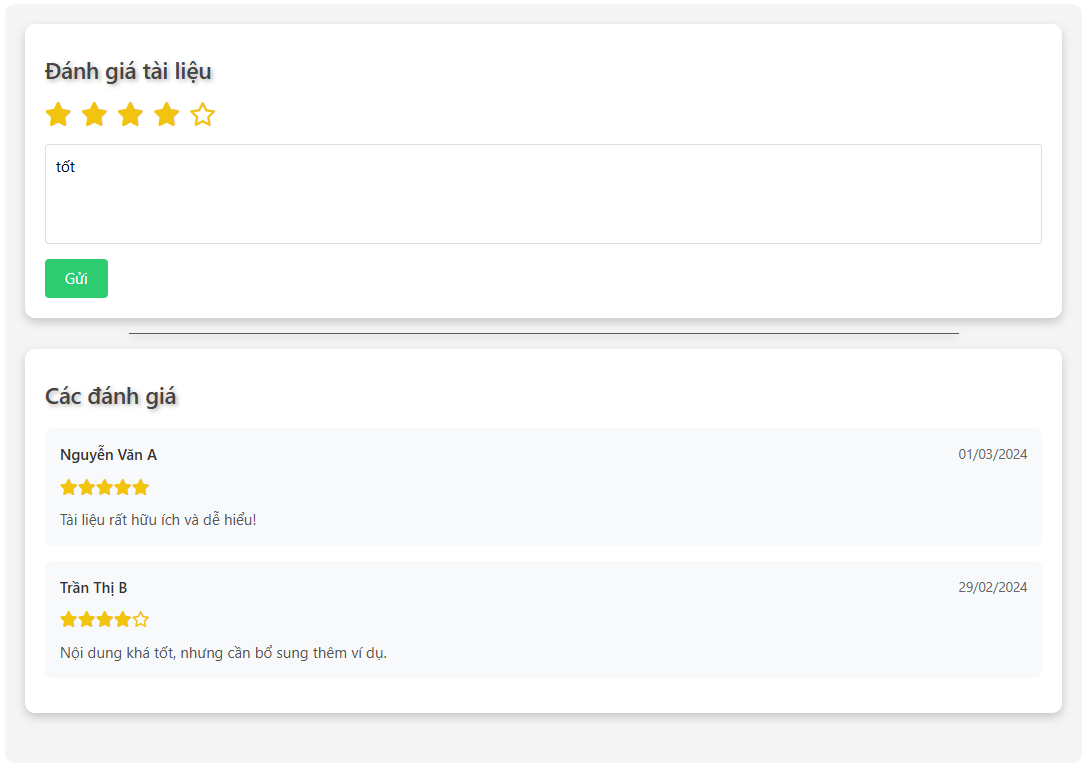 Đánh giá tài liệu
tốt
Gửi
Các đánh giá
Nguyễn Văn A 01/03/2024
Tài liệu rất hữu ích và dễ hiểu!
Trần Thị B 29/02/2024
Nội dung khá tốt, nhưng cần bổ sung thêm ví dụ.